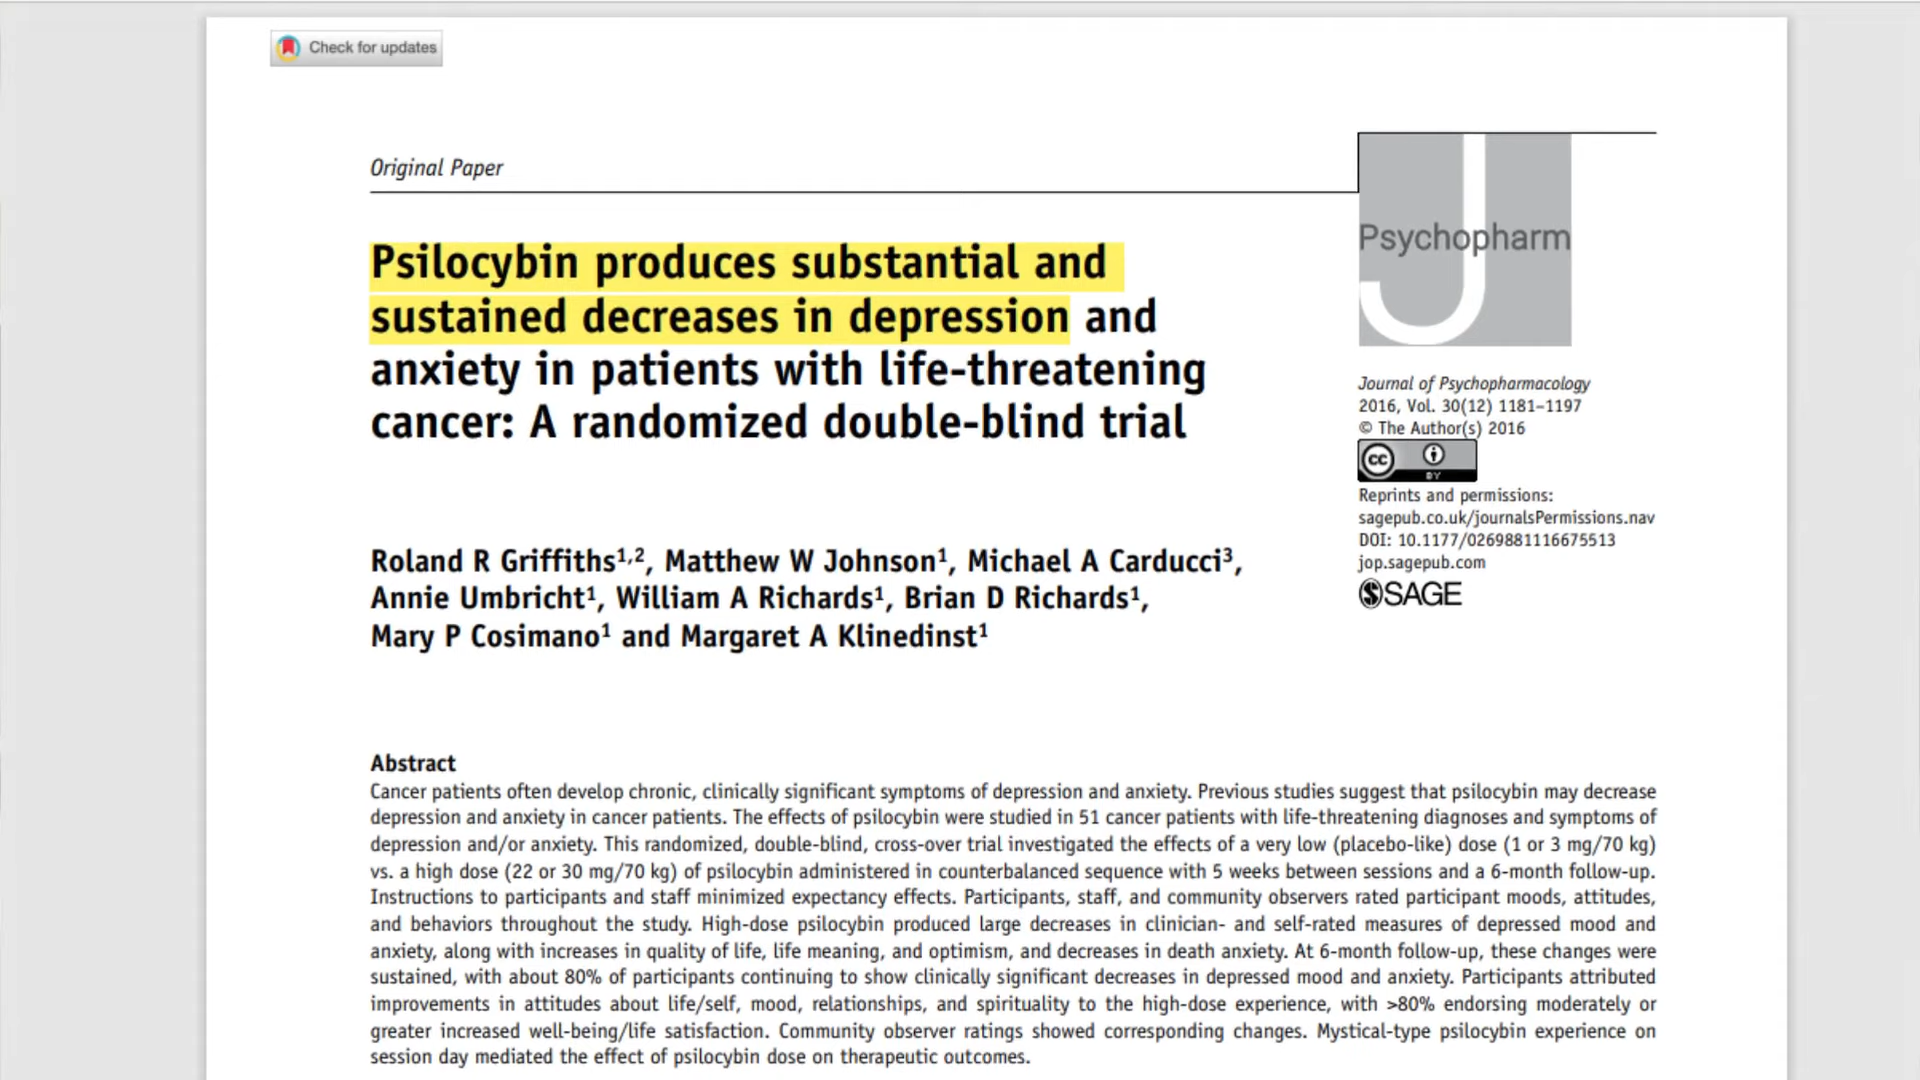 Check for updates
Original Paper
Psychopharm
Psilocybin produces substantial and
sustained decreases in depression and
anxiety in patients with life-threatening
cancer: A randomized double-blind trial
Journal of Psychopharmacology
2016, Vol. 30(12) 1181–1197
© The Author(s) 2016
cc BY
Reprints and permissions:
sagepub.co.uk/journalsPermissions.nav
DOI: 10.1177/0269881116675513
jop.sagepub.com
SAGE
Roland R Griffiths1,2, Matthew W Johnson1, Michael A Carducci3,
Annie Umbricht1, William A Richards1, Brian D Richards1,
Mary P Cosimano1 and Margaret A Klinedinst1
Abstract
Cancer patients often develop chronic, clinically significant symptoms of depression and anxiety. Previous studies suggest that psilocybin may decrease
depression and anxiety in cancer patients. The effects of psilocybin were studied in 51 cancer patients with life-threatening diagnoses and symptoms of
depression and/or anxiety. This randomized, double-blind, cross-over trial investigated the effects of a very low (placebo-like) dose (1 or 3 mg/70 kg)
vs. a high dose (22 or 30 mg/70 kg) of psilocybin administered in counterbalanced sequence with 5 weeks between sessions and a 6-month follow-up.
Instructions to participants and staff minimized expectancy effects. Participants, staff, and community observers rated participant moods, attitudes,
and behaviors throughout the study. High-dose psilocybin produced large decreases in clinician- and self-rated measures of depressed mood and
anxiety, along with increases in quality of life, life meaning, and optimism, and decreases in death anxiety. At 6-month follow-up, these changes were
sustained, with about 80% of participants continuing to show clinically significant decreases in depressed mood and anxiety. Participants attributed
improvements in attitudes about life/self, mood, relationships, and spirituality to the high-dose experience, with >80% endorsing moderately or
greater increased well-being/life satisfaction. Community observer ratings showed corresponding changes. Mystical-type psilocybin experience on
session day mediated the effect of psilocybin dose on therapeutic outcomes.